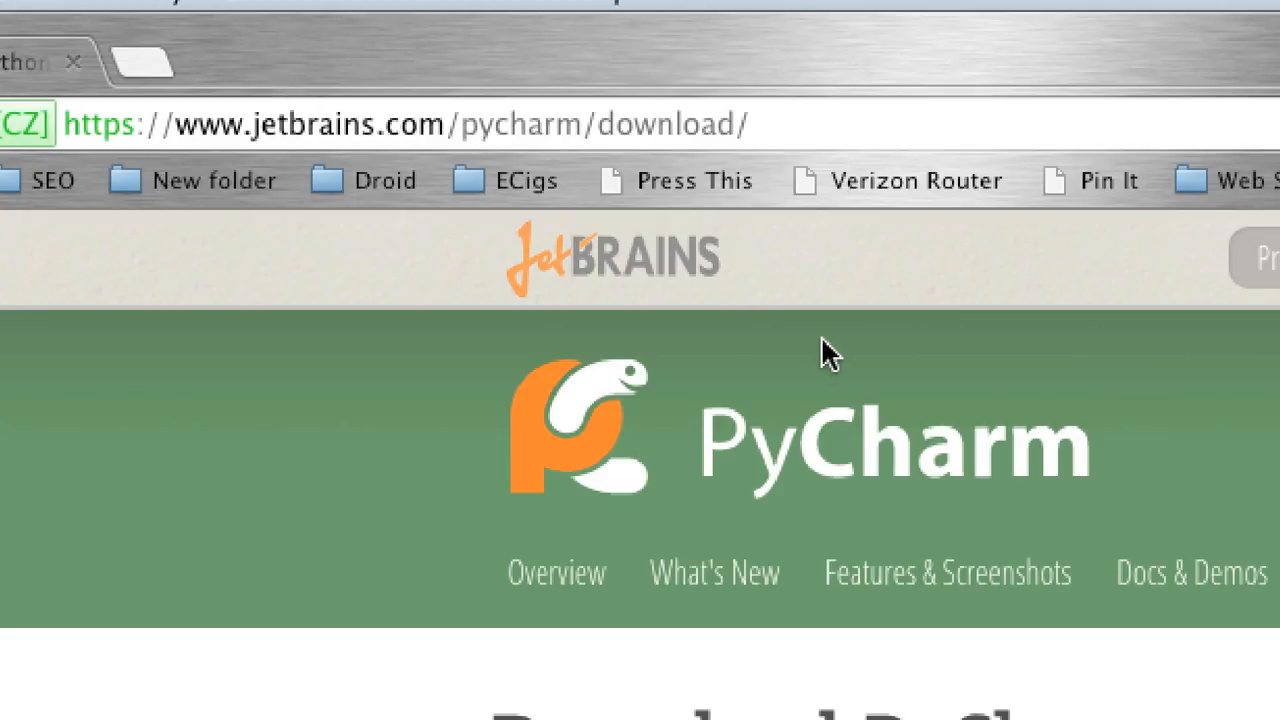 thon
[CZ] https://www.jetbrains.com/pycharm/download/
SEO New folder Droid ECigs Press This Verizon Router Pin It Web S
JetBRAINS
Pr
PyCharm
Overview What's New Features & Screenshots Docs & Demos